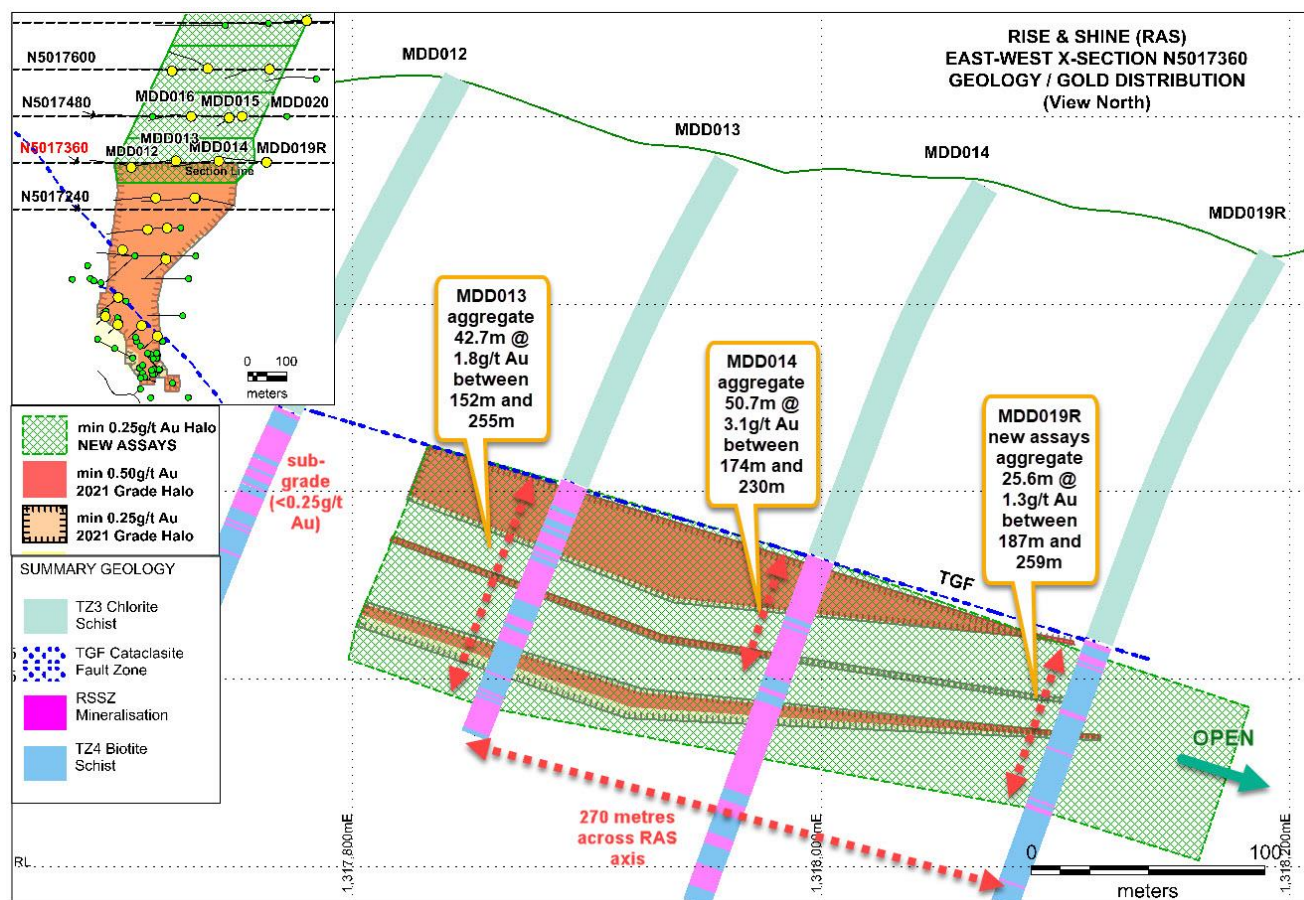 RISE & SHINE (RAS)
EAST-WEST X-SECTION N5017360
GEOLOGY / GOLD DISTRIBUTION
(View North)
N5017600
N5017480
N5017360
N5017240
MDD016
MDD015
MDD020
MDD013
MDD012
MDD014
MDD019R
Section Line
0
100
meters
MDD012
MDD013
MDD014
MDD019R
min 0.25g/t Au Halo
NEW ASSAYS
min 0.50g/t Au
2021 Grade Halo
min 0.25g/t Au
2021 Grade Halo
SUMMARY GEOLOGY
TZ3 Chlorite
Schist
TGF Cataclasite
Fault Zone
RSSZ
Mineralisation
TZ4 Biotite
Schist
sub-
grade
(<0.25g/t
Au)
MDD013
aggregate
42.7m @
1.8g/t Au
between
152m and
255m
MDD014
aggregate
50.7m @
3.1g/t Au
between
174m and
230m
MDD019R
new assays
aggregate
25.6m @
1.3g/t Au
between
187m and
259m
TGF
OPEN
270 metres
across RAS
axis
RL
1,317,800mE
1,318,000mE
1,318,200mE
0
100
meters